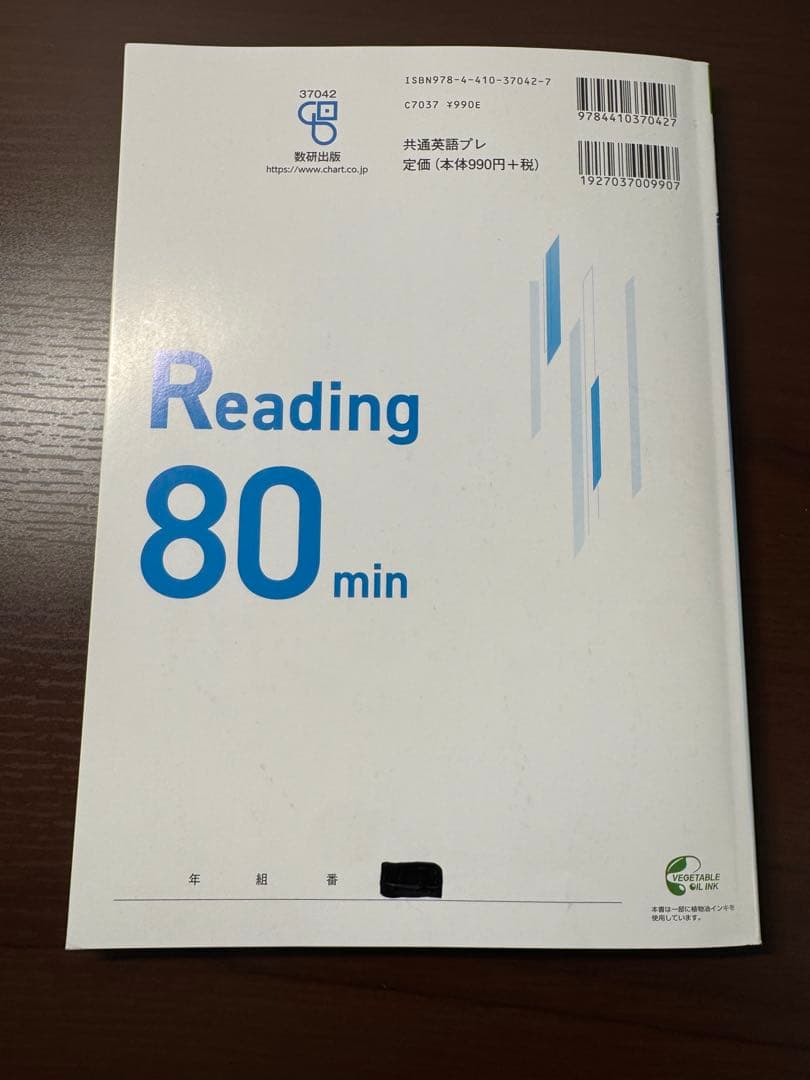 37042
数研出版
https://www.chart.co.jp
ISBN978-4-410-37042-7
C7037 ¥990E
共通英語プレ
定価 (本体990円+税)
9784410370427
1927037009907
Reading
80 min
年 組 番
VEGETABLE
OIL INK
本書は一部に植物油インキを
使用しています。